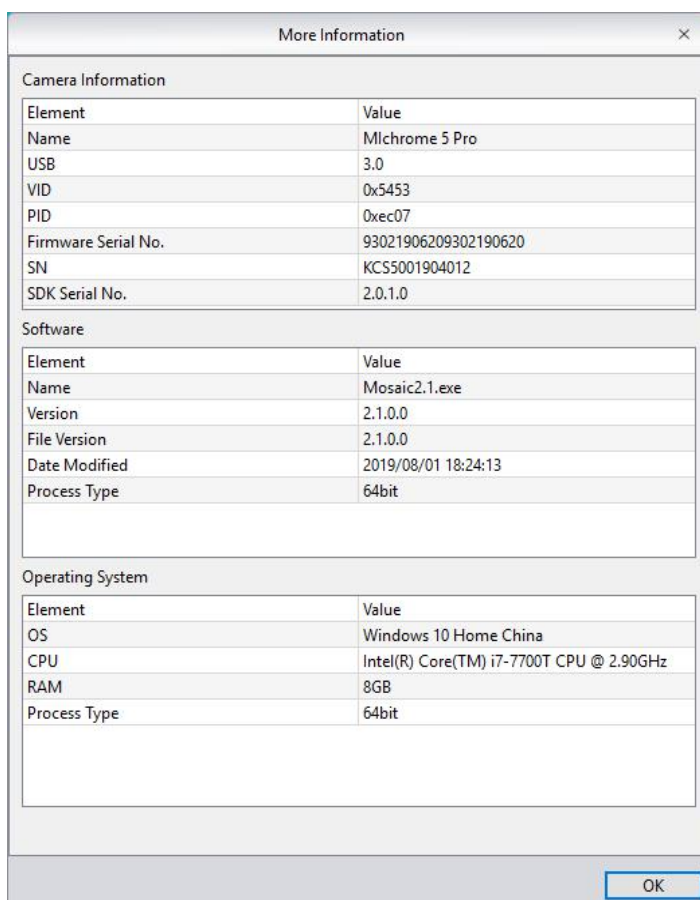 More Information
Camera Information
Element Value
Name MIchrome 5 Pro
USB 3.0
VID 0x5453
PID 0xec07
Firmware Serial No. 93021906209302190620
SN KCS5001904012
SDK Serial No. 2.0.1.0
Software
Element Value
Name Mosaic2.1.exe
Version 2.1.0.0
File Version 2.1.0.0
Date Modified 2019/08/01 18:24:13
Process Type 64bit
Operating System
Element Value
OS Windows 10 Home China
CPU Intel(R) Core(TM) i7-7700T CPU @ 2.90GHz
RAM 8GB
Process Type 64bit
OK